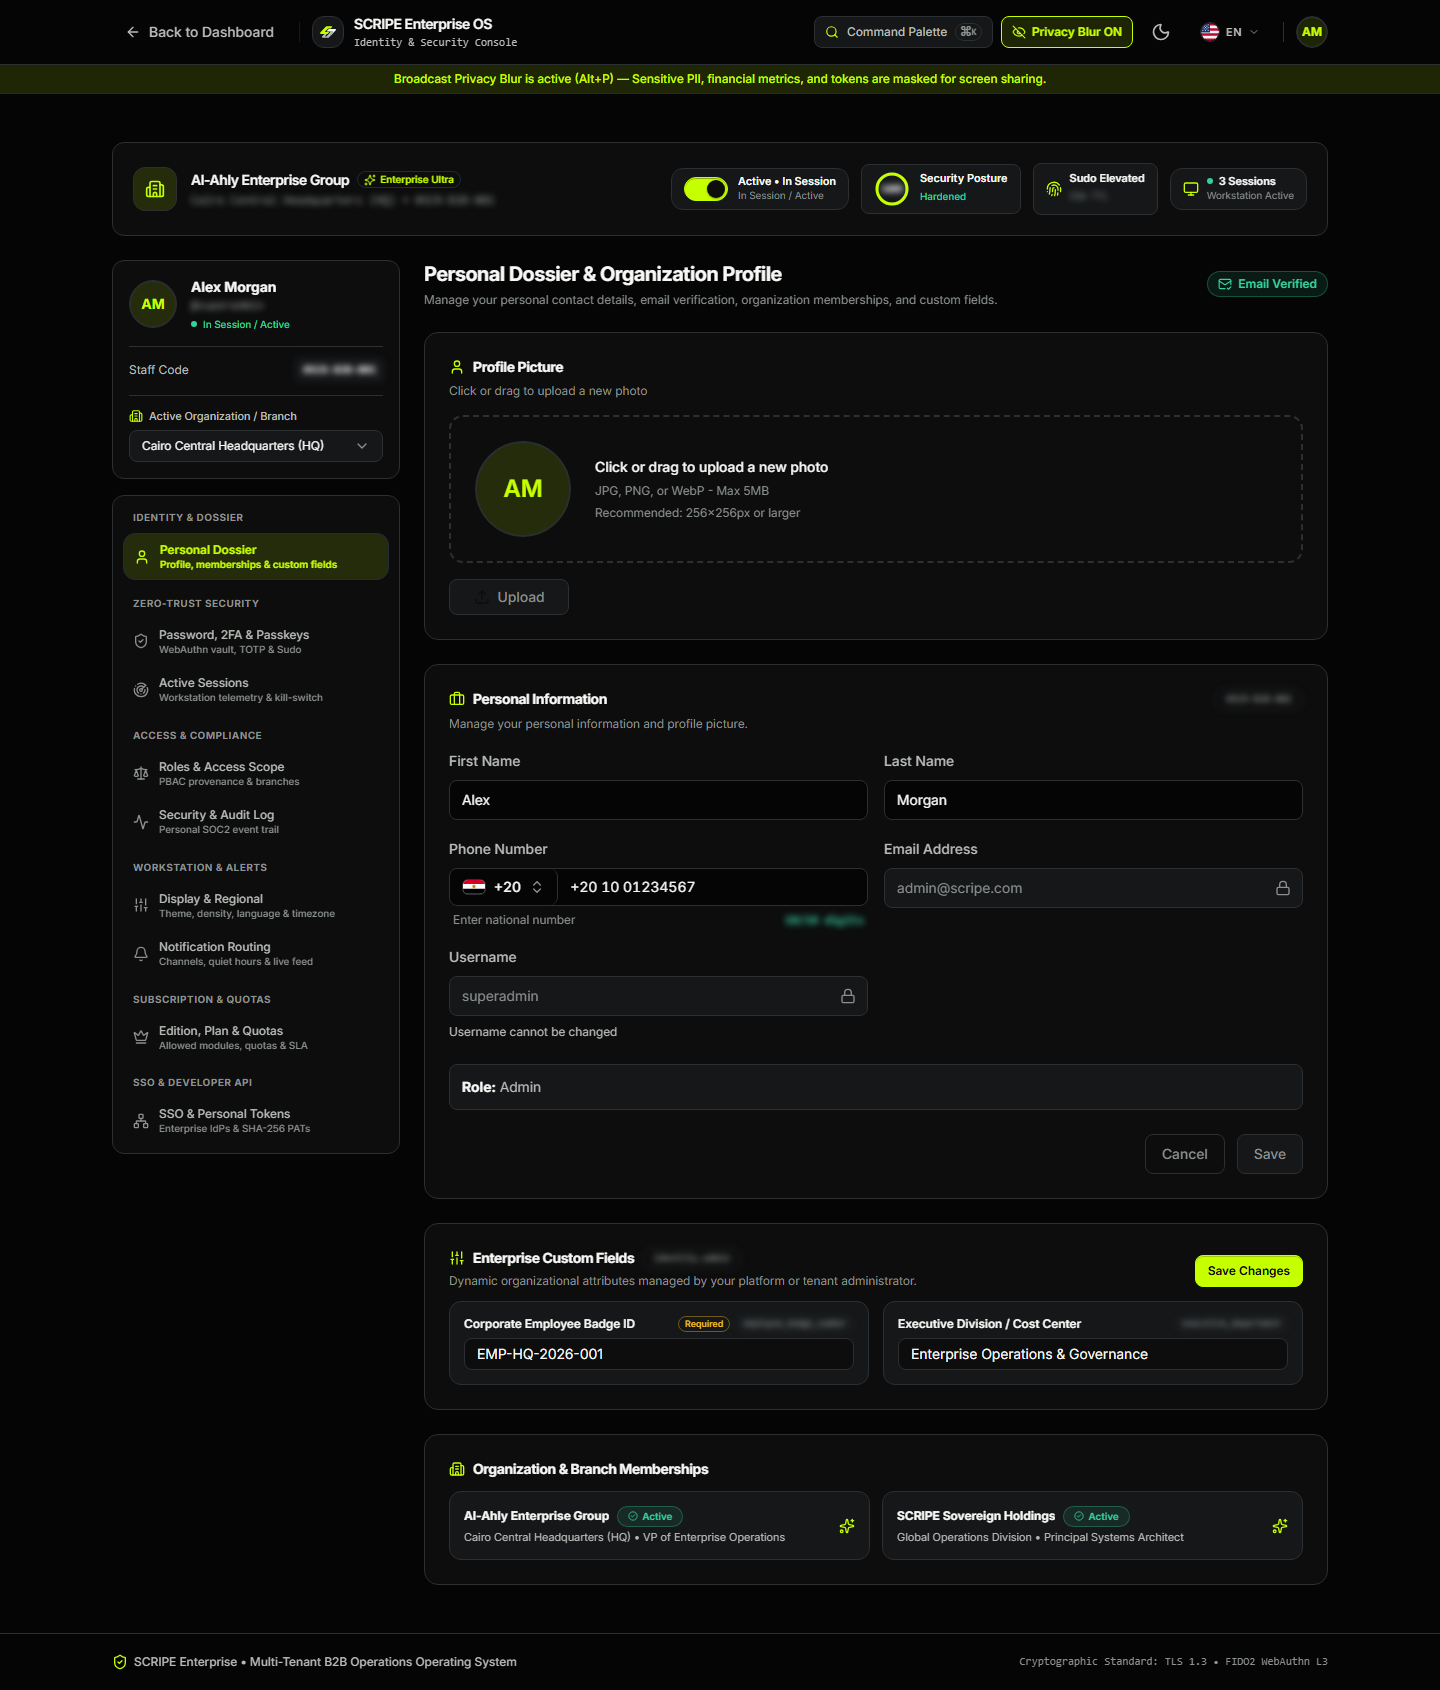 Back to Dashboard
SCRIPE Enterprise OS
Identity & Security Console
Command Palette
⌘K
Privacy Blur ON
EN
AM
Broadcast Privacy Blur is active (Alt+P) — Sensitive PII, financial metrics, and tokens are masked for screen sharing.
Al-Ahly Enterprise Group
Enterprise Ultra
Active • In Session
In Session / Active
Security Posture
Hardened
Sudo Elevated
3 Sessions
Workstation Active
AM
Alex Morgan
In Session / Active
Staff Code
Active Organization / Branch
Cairo Central Headquarters (HQ)
IDENTITY & DOSSIER
Personal Dossier
Profile, memberships & custom fields
ZERO-TRUST SECURITY
Password, 2FA & Passkeys
WebAuthn vault, TOTP & Sudo
Active Sessions
Workstation telemetry & kill-switch
ACCESS & COMPLIANCE
Roles & Access Scope
PBAC provenance & branches
Security & Audit Log
Personal SOC2 event trail
WORKSTATION & ALERTS
Display & Regional
Theme, density, language & timezone
Notification Routing
Channels, quiet hours & live feed
SUBSCRIPTION & QUOTAS
Edition, Plan & Quotas
Allowed modules, quotas & SLA
SSO & DEVELOPER API
SSO & Personal Tokens
Enterprise IdPs & SHA-256 PATs
Personal Dossier & Organization Profile
Manage your personal contact details, email verification, organization memberships, and custom fields.
Email Verified
Profile Picture
Click or drag to upload a new photo
AM
Click or drag to upload a new photo
JPG, PNG, or WebP - Max 5MB
Recommended: 256×256px or larger
Upload
Personal Information
Manage your personal information and profile picture.
First Name
Last Name
Alex
Morgan
Phone Number
Email Address
+20
+20 10 01234567
admin@scripe.com
Enter national number
Username
superadmin
Username cannot be changed
Role: Admin
Cancel
Save
Enterprise Custom Fields
Dynamic organizational attributes managed by your platform or tenant administrator.
Save Changes
Corporate Employee Badge ID
Required
EMP-HQ-2026-001
Executive Division / Cost Center
Enterprise Operations & Governance
Organization & Branch Memberships
Al-Ahly Enterprise Group
Active
Cairo Central Headquarters (HQ) • VP of Enterprise Operations
SCRIPE Sovereign Holdings
Active
Global Operations Division • Principal Systems Architect
SCRIPE Enterprise • Multi-Tenant B2B Operations Operating System
Cryptographic Standard: TLS 1.3 • FIDO2 WebAuthn L3